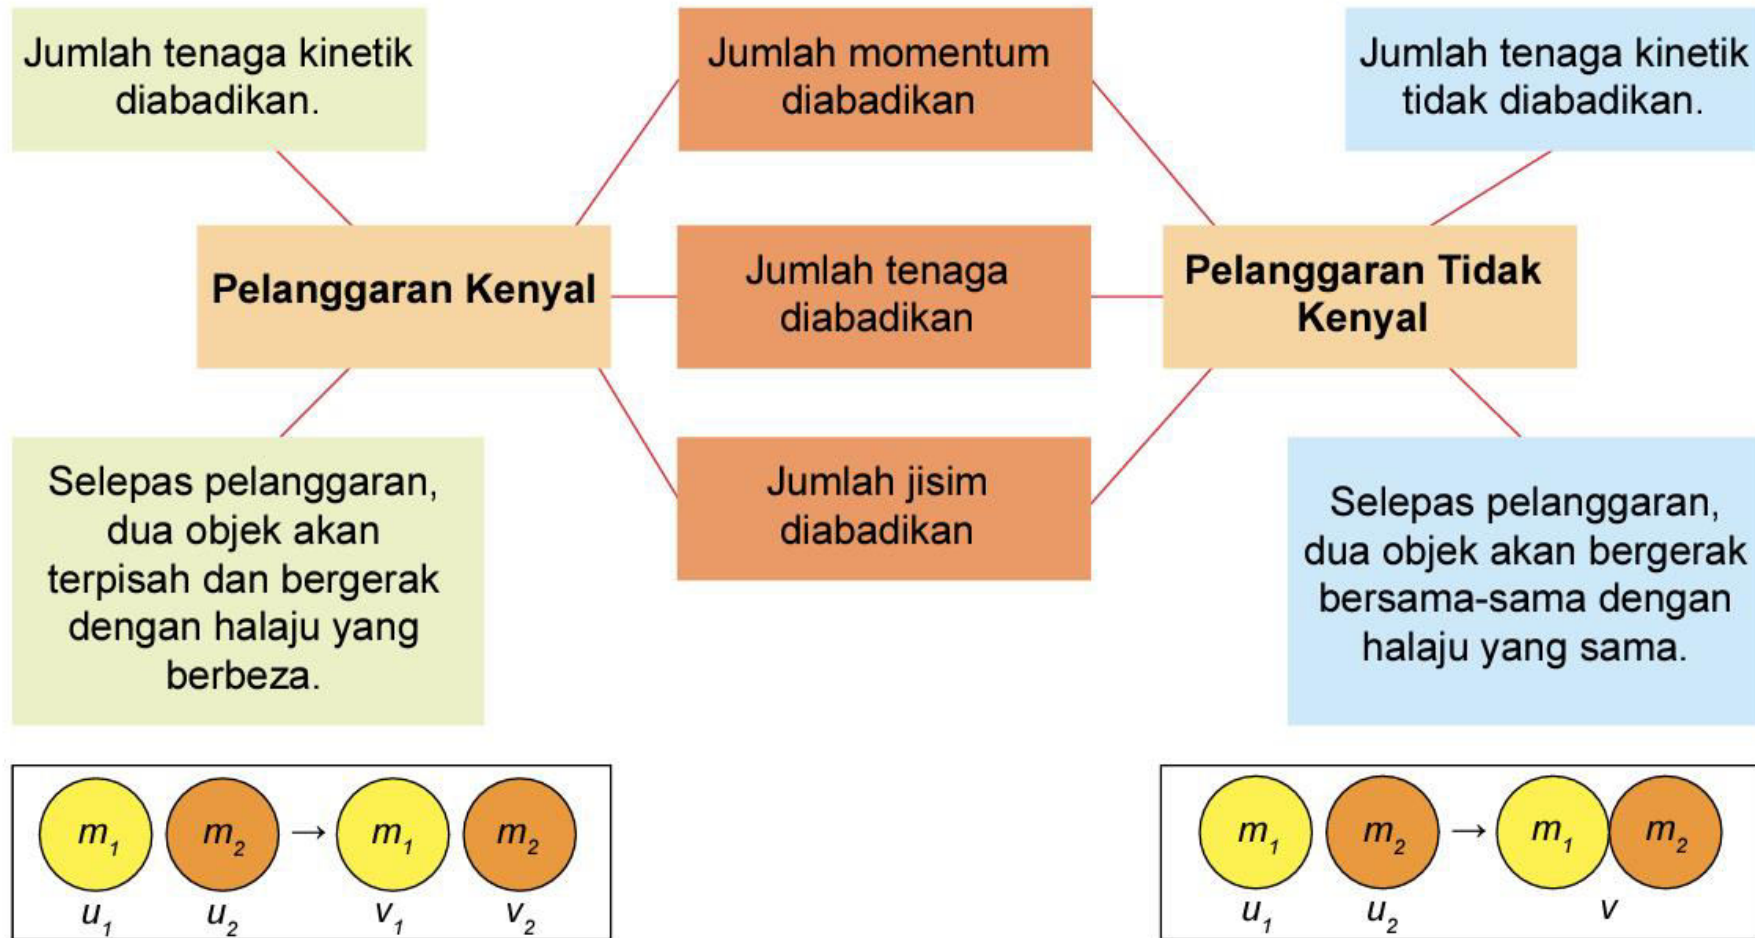 Jumlah tenaga kinetik
diabadikan.
Jumlah momentum
diabadikan
Jumlah tenaga kinetik
tidak diabadikan.
Pelanggaran Kenyal
Jumlah tenaga
diabadikan
Pelanggaran Tidak
Kenyal
Selepas pelanggaran,
dua objek akan
terpisah dan bergerak
dengan halaju yang
berbeza.
Jumlah jisim
diabadikan
Selepas pelanggaran,
dua objek akan bergerak
bersama-sama dengan
halaju yang sama.
m₁ m₂ → m₁ m₂
u₁ u₂ v₁ v₂
m₁ m₂ → m₁ m₂
u₁ u₂ v